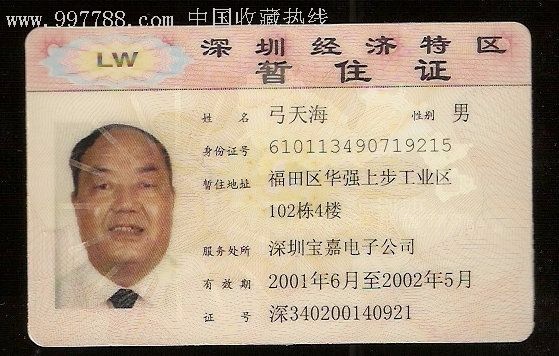 www.997788.com 中国收藏热线
LW
深圳经济特区
暂住证
姓名 弓天海 性别 男
身份证号 610113490719215
暂住地址 福田区华强上步工业区
102栋4楼
服务处所 深圳宝嘉电子公司
有效期 2001年6月至2002年5月
证号 深340200140921